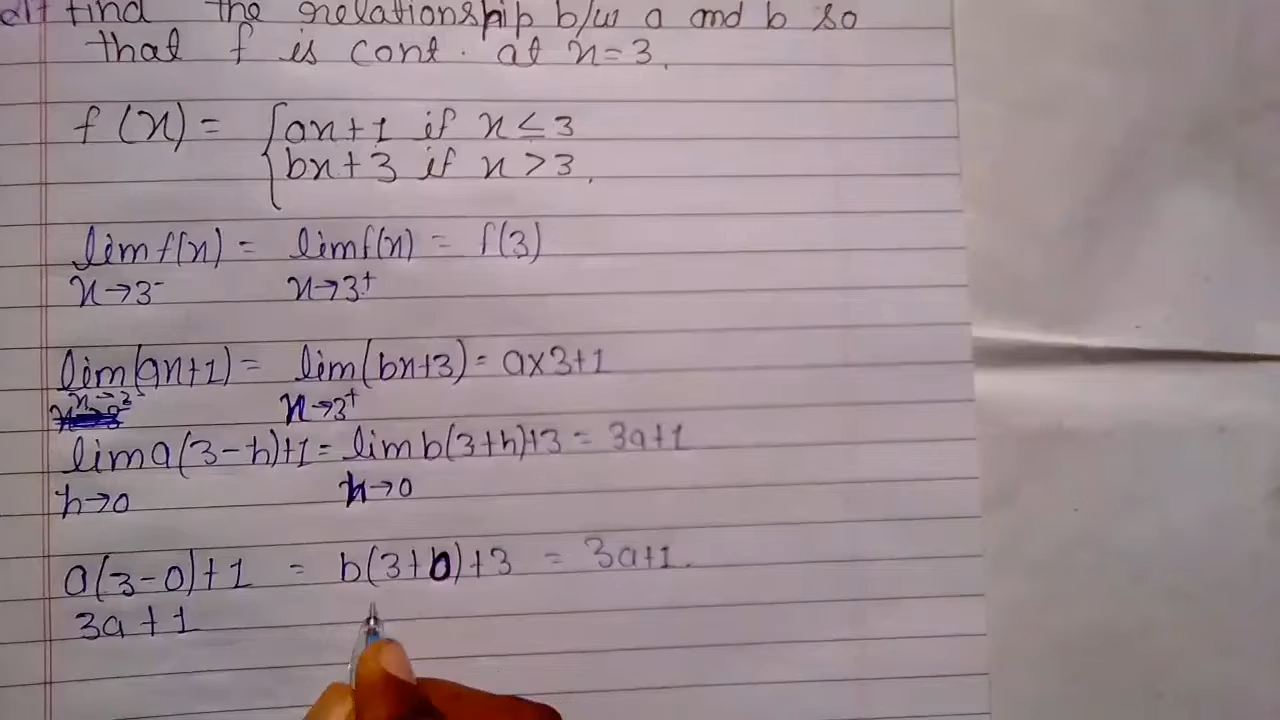 Find the relationship b/w a and b so
that f is cont. at x=3.
f(x) = { ax+1 if x ≤ 3
bx+3 if x > 3.
lim f(x) = lim f(x) = f(3)
x→3⁻ x→3⁺
lim (ax+1) = lim (bx+3) = ax3+1
x→3⁻ x→3⁺
lim a(3-h)+1 = lim b(3+h)+3 = 3a+1
h→0 h→0
a(3-0)+1 = b(3+0)+3 = 3a+1.
3a+1